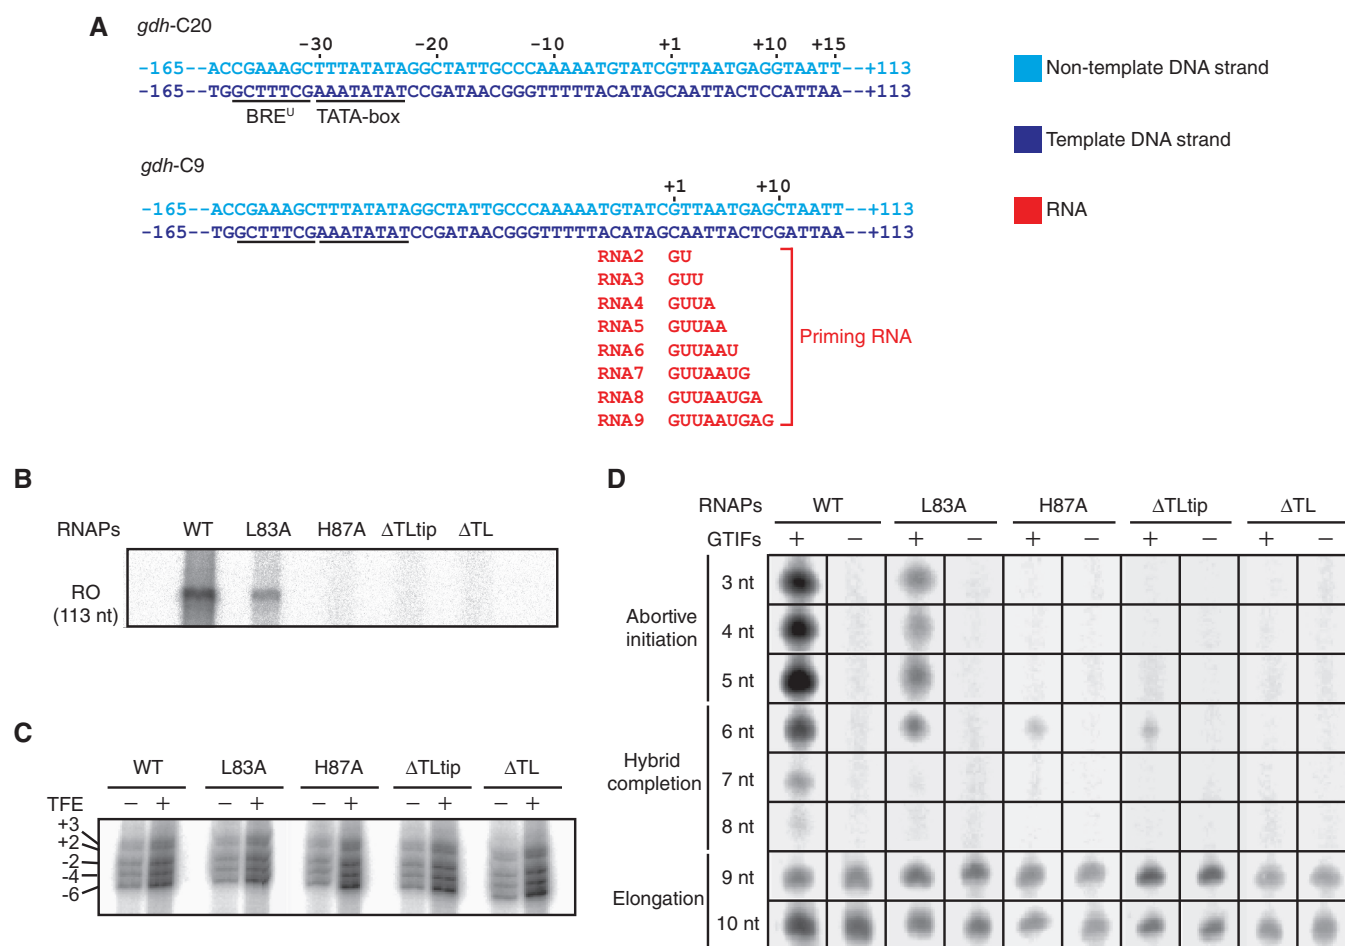 A
gdh-C20
-30 -20 -10 +1 +10 +15
-165--ACCGAAAGCTTTATATAGGCTATTGCCCAAAAATGTATCGTTAATGAGGTAATT--+113
-165--TGGCTTTCGAAATATATCCGATAACGGGTTTTTACATAGCAATTACTCCATTAA--+113
BREU TATA-box
gdh-C9
+1 +10
-165--ACCGAAAGCTTTATATAGGCTATTGCCCAAAAATGTATCGTTAATGAGCTAATT--+113
-165--TGGCTTTCGAAATATATCCGATAACGGGTTTTTACATAGCAATTACTCGATTAA--+113
RNA2 GU
RNA3 GUU
RNA4 GUUA
RNA5 GUUAA
RNA6 GUUAAU
RNA7 GUUAAUG
RNA8 GUUAAUGA
RNA9 GUUAAUGAG
Priming RNA
Non-template DNA strand
Template DNA strand
RNA
B
RNAPs WT L83A H87A ΔTLtip ΔTL
RO
(113 nt)
C
WT L83A H87A ΔTLtip ΔTL
TFE − + − + − + − + − +
+3
+2
-2
-4
-6
D
RNAPs WT L83A H87A ΔTLtip ΔTL
GTIFs + − + − + − + − + −
Abortive
initiation
3 nt
4 nt
5 nt
Hybrid
completion
6 nt
7 nt
8 nt
Elongation
9 nt
10 nt